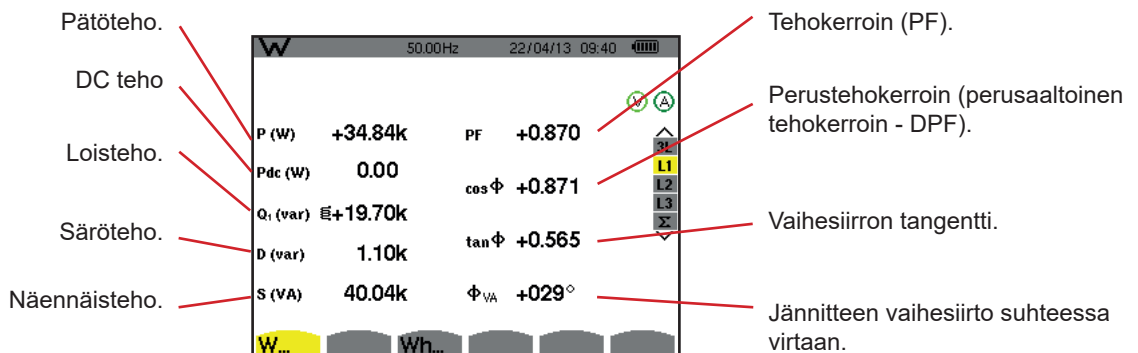 Pätöteho.
DC teho
Loisteho.
Säröteho.
Näennäisteho.
W 50.00Hz 22/04/13 09:40
V A
P (W) +34.84k PF +0.870
Pdc (W) 0.00
cos Φ +0.871
Q₁ (var) +19.70k
tan Φ +0.565
D (var) 1.10k
S (VA) 40.04k Φ VA +029°
3L
L1
L2
L3
Σ
W... Wh...
Tehokerroin (PF).
Perustehokerroin (perusaaltoinen
tehokerroin - DPF).
Vaihesiirron tangentti.
Jännitteen vaihesiirto suhteessa
virtaan.